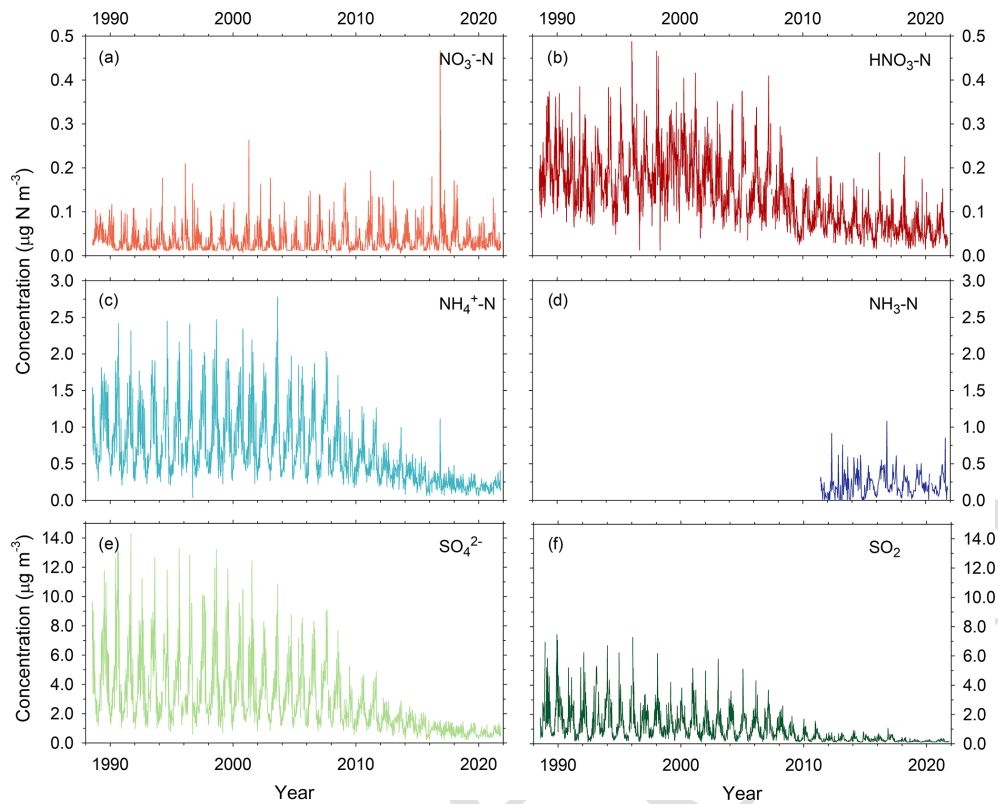 1990 2000 2010 2020 1990 2000 2010 2020
0.5 (a) NO₃⁻-N (b) HNO₃-N 0.5
0.4 0.4
0.3 0.3
0.2 0.2
0.1 0.1
0.0 0.0
Concentration (μg N m⁻³)
3.0 (c) NH₄⁺-N (d) NH₃-N 3.0
2.5 2.5
2.0 2.0
1.5 1.5
1.0 1.0
0.5 0.5
0.0 0.0
Concentration (μg m⁻³)
(e) SO₄²⁻ (f) SO₂
14.0 14.0
12.0 12.0
10.0 10.0
8.0 8.0
6.0 6.0
4.0 4.0
2.0 2.0
0.0 0.0
1990 2000 2010 2020 1990 2000 2010 2020
Year Year